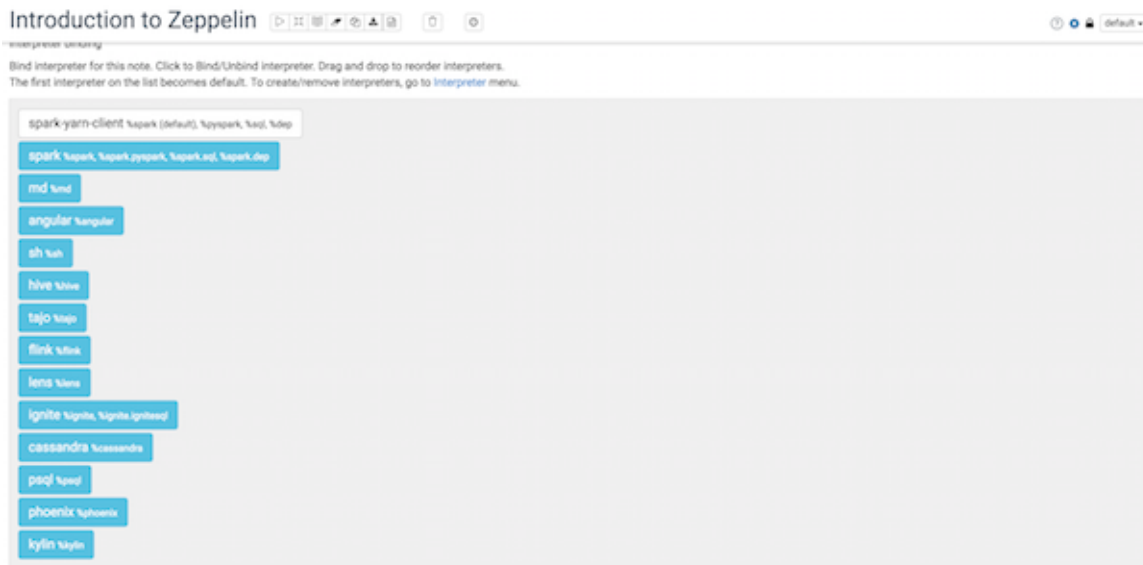 Introduction to Zeppelin
default
Interpreter binding
Bind interpreter for this note. Click to Bind/Unbind interpreter. Drag and drop to reorder interpreters.
The first interpreter on the list becomes default. To create/remove interpreters, go to Interpreter menu.
spark-yarn-client %spark (default), %pyspark, %sql, %dep
spark %spark, %spark.pyspark, %spark.sql, %spark.dep
md %md
angular %angular
sh %sh
hive %hive
tajo %tajo
flink %flink
lens %lens
ignite %ignite, %ignite.ignitesql
cassandra %cassandra
psql %psql
phoenix %phoenix
kylin %kylin